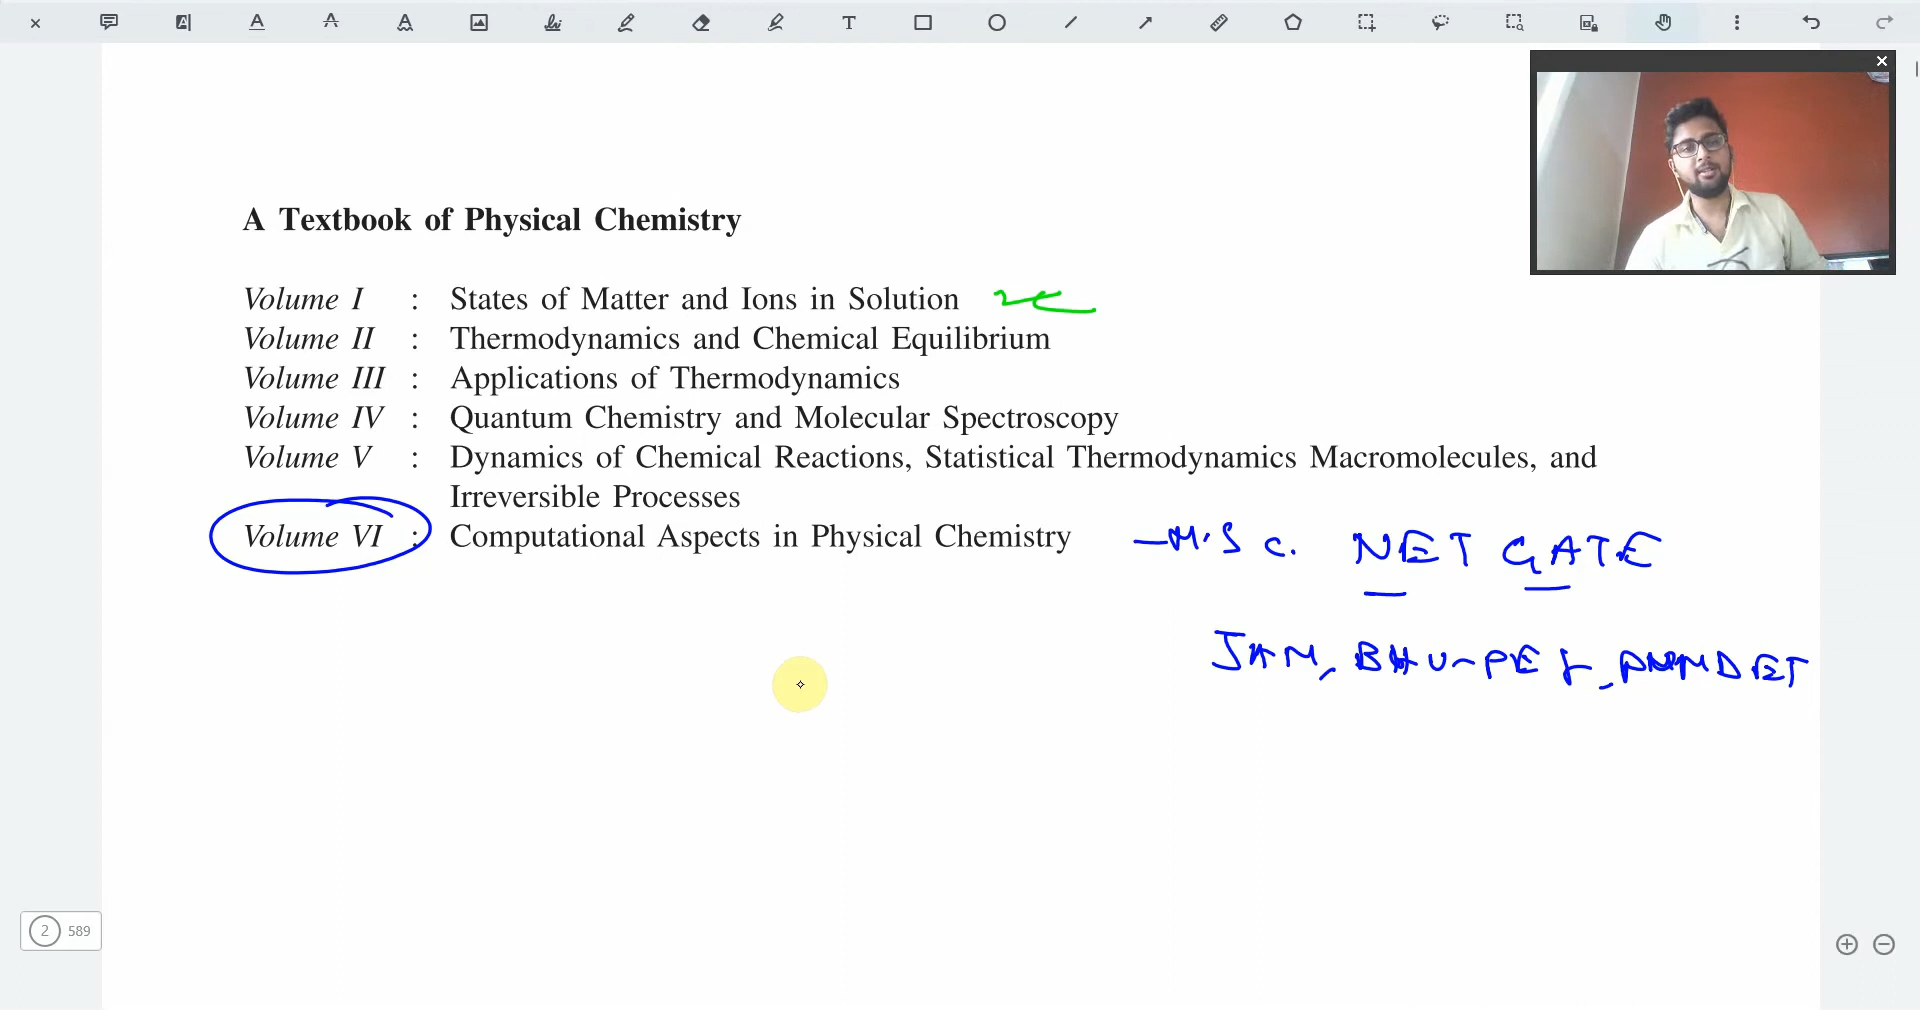 A Textbook of Physical Chemistry
Volume I : States of Matter and Ions in Solution
Volume II : Thermodynamics and Chemical Equilibrium
Volume III : Applications of Thermodynamics
Volume IV : Quantum Chemistry and Molecular Spectroscopy
Volume V : Dynamics of Chemical Reactions, Statistical Thermodynamics Macromolecules, and
Irreversible Processes
Volume VI : Computational Aspects in Physical Chemistry – M.Sc. NET GATE
JAM, BHU-PET,
2 589